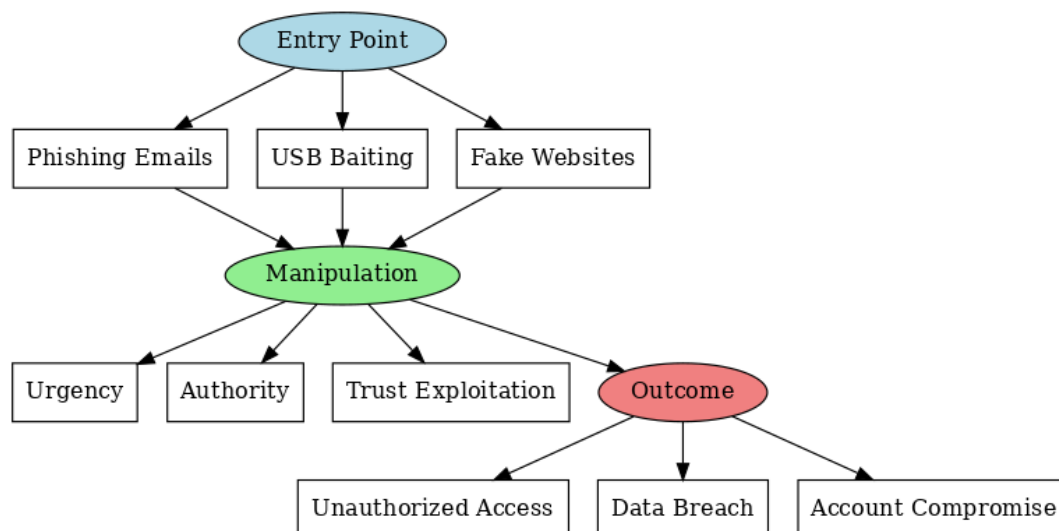 Entry Point
Phishing Emails
USB Baiting
Fake Websites
Manipulation
Urgency
Authority
Trust Exploitation
Outcome
Unauthorized Access
Data Breach
Account Compromise